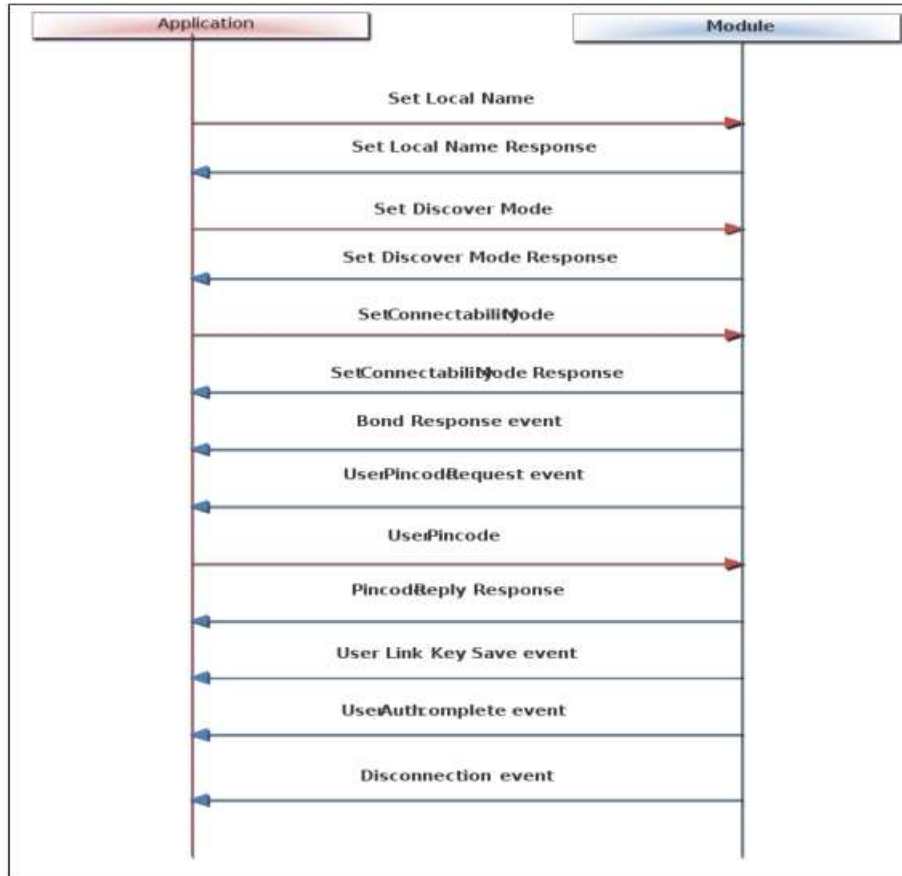 Application
Module
Set Local Name
Set Local Name Response
Set Discover Mode
Set Discover Mode Response
SetConnectabilityMode
SetConnectabilityMode Response
Bond Response event
UserPincodeRequest event
UserPincode
PincodeReply Response
User Link Key Save event
UserAuthcomplete event
Disconnection event